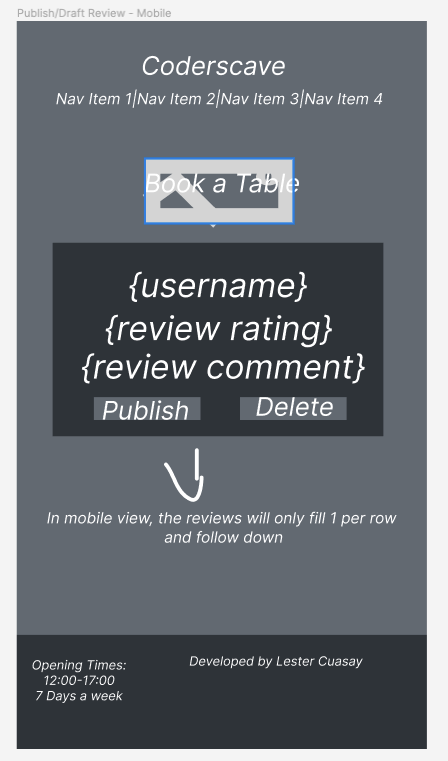 Publish/Draft Review - Mobile
Coderscave
Nav Item 1|Nav Item 2|Nav Item 3|Nav Item 4
Book a Table
{username}
{review rating}
{review comment}
Publish Delete
In mobile view, the reviews will only fill 1 per row
and follow down
Opening Times:
12:00-17:00
7 Days a week
Developed by Lester Cuasay